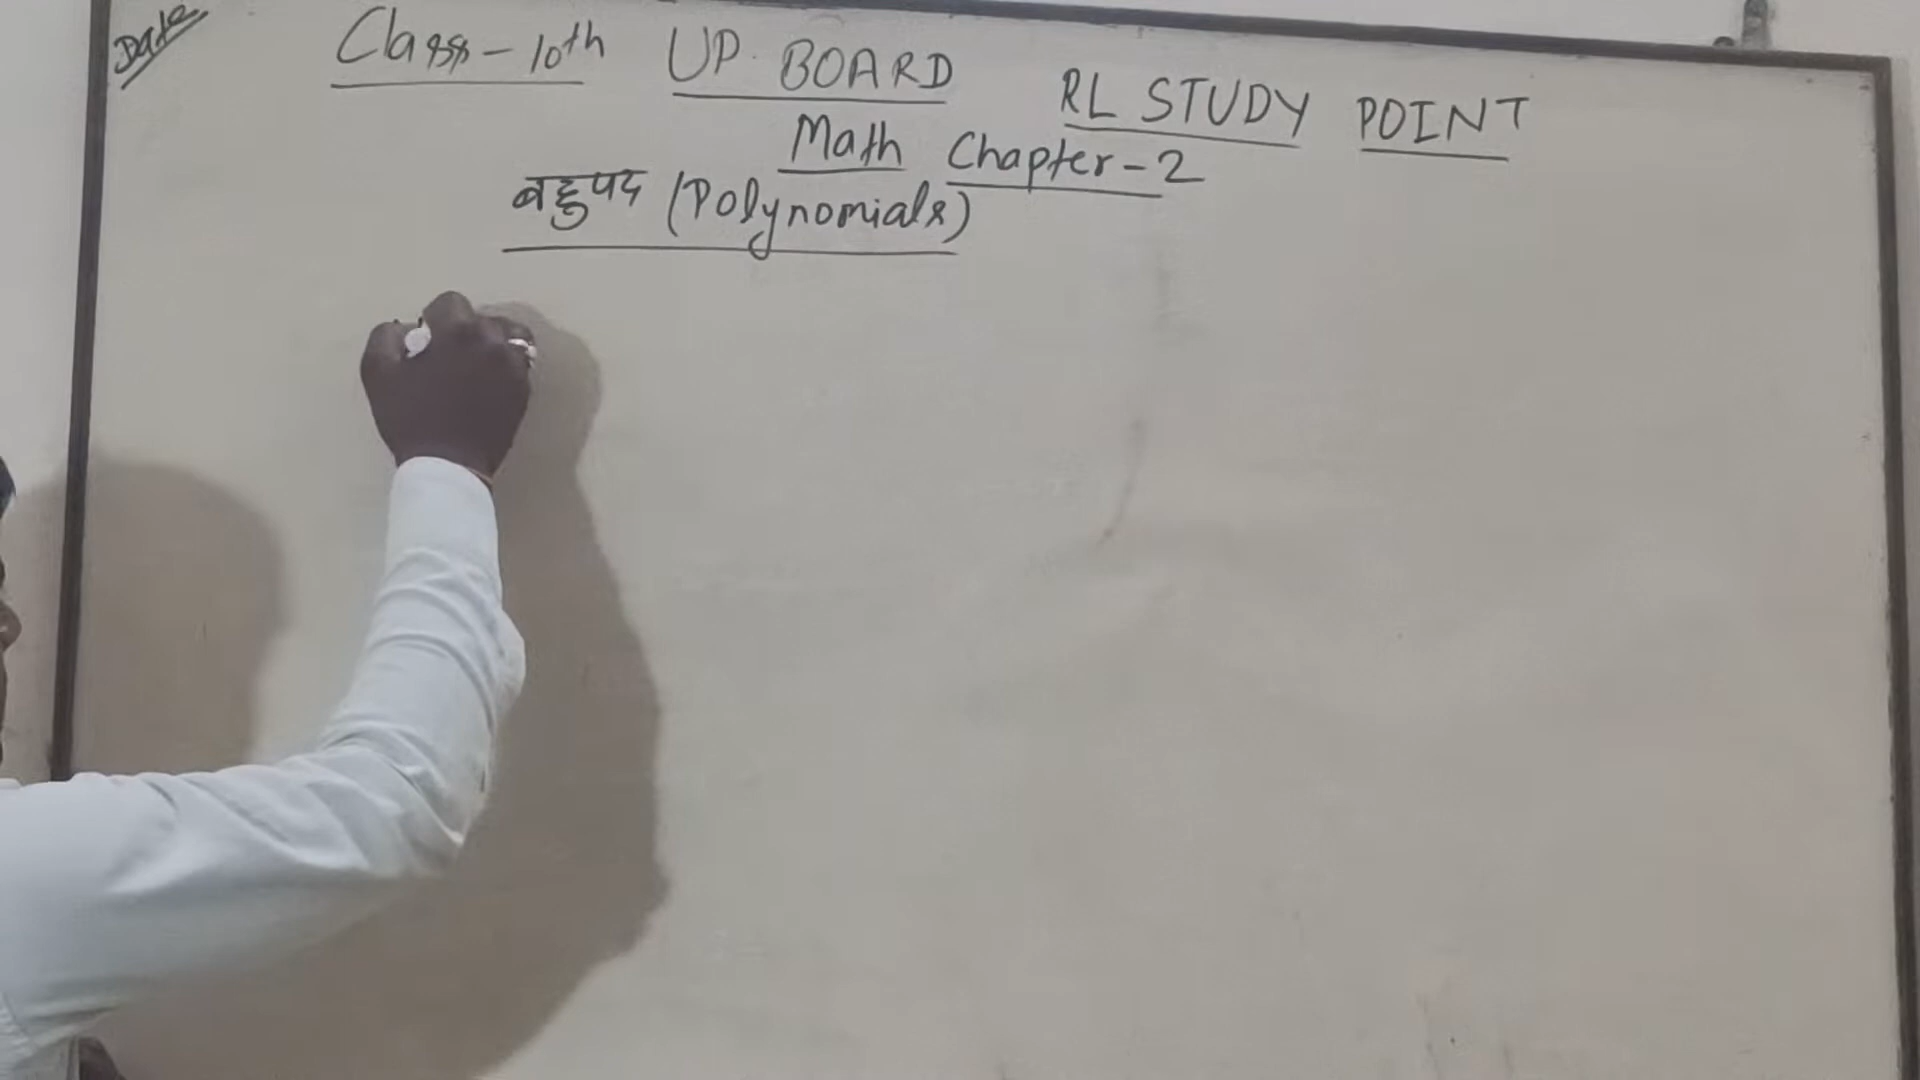 Date
Class - 10th UP. BOARD RL STUDY POINT
Math Chapter - 2
बहुपद (Polynomials)